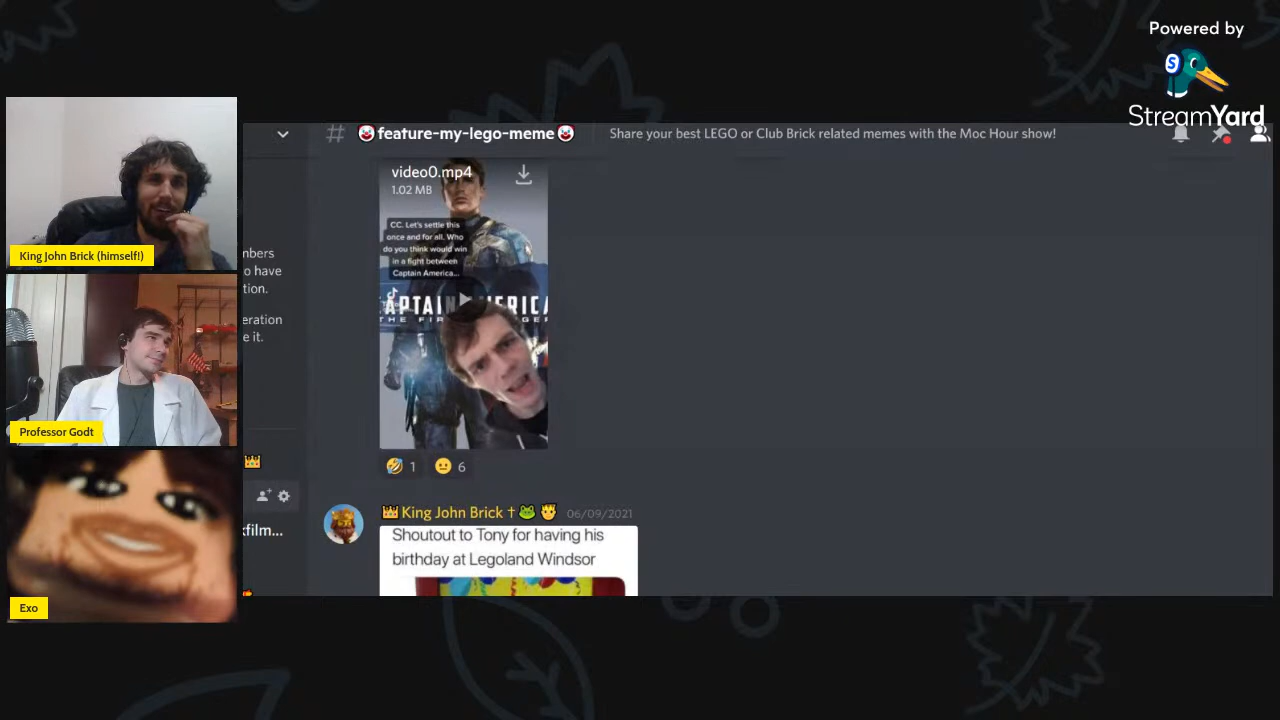 Powered by
StreamYard
# 🤡feature-my-lego-meme🤡
Share your best LEGO or Club Brick related memes with the Moc Hour show!
video0.mp4
1.02 MB
CC. Let's settle this
once and for all. Who
do you think would win
in a fight between
Captain America...
THE FIR
1
6
nbers
o have
tion.
eration
e it.
kfilm...
King John Brick † 06/09/2021
Shoutout to Tony for having his
birthday at Legoland Windsor
King John Brick (himself!)
Professor Godt
Exo